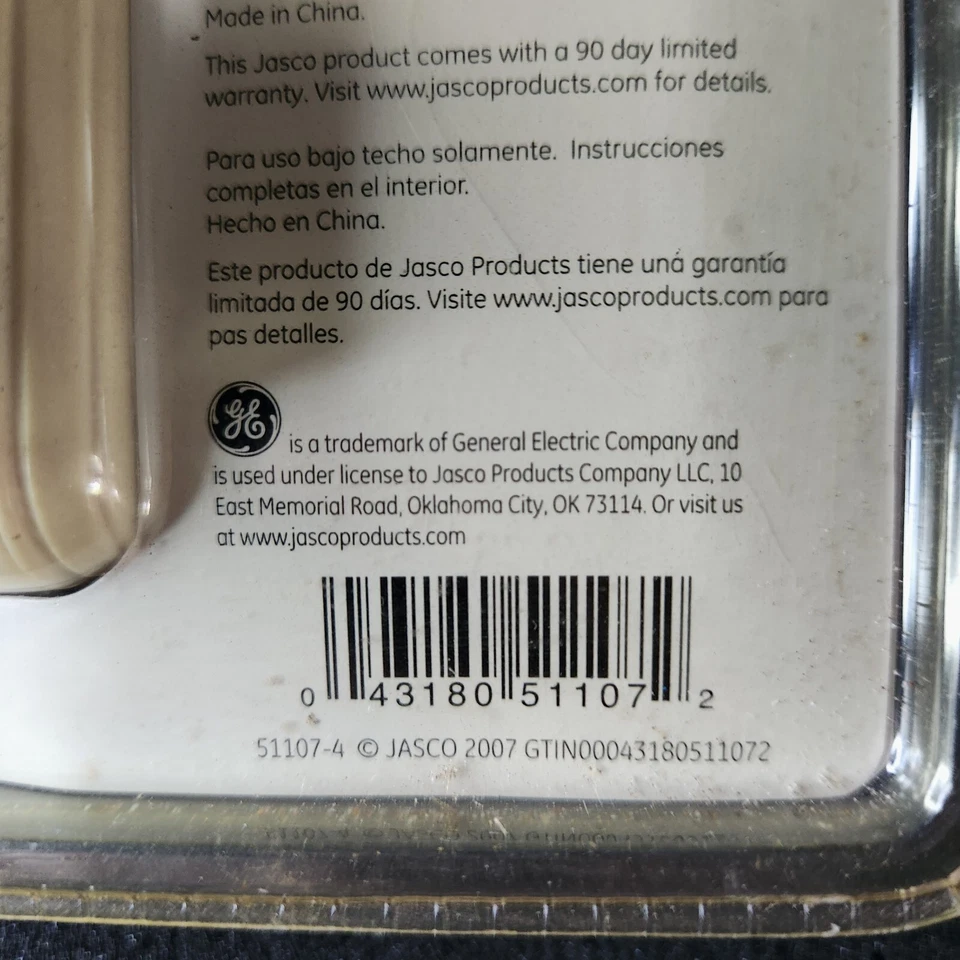 Made in China.
This Jasco product comes with a 90 day limited
warranty. Visit www.jascoproducts.com for details.
Para uso bajo techo solamente. Instrucciones
completas en el interior.
Hecho en China.
Este producto de Jasco Products tiene una garantía
limitada de 90 días. Visite www.jascoproducts.com para
pas detalles.
GE
is a trademark of General Electric Company and
is used under license to Jasco Products Company LLC, 10
East Memorial Road, Oklahoma City, OK 73114. Or visit us
at www.jascoproducts.com
0 43180 51107 2
51107-4 © JASCO 2007 GTIN00043180511072